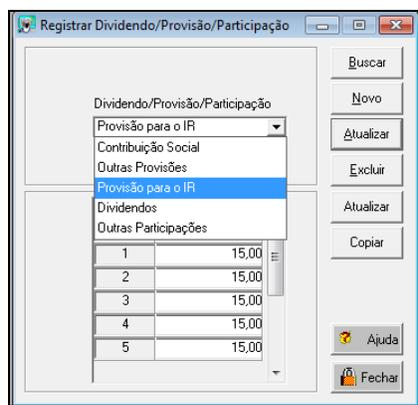 Registrar Dividendo/Provisão/Participação
Buscar
Novo
Atualizar
Excluir
Atualizar
Copiar
Ajuda
Fechar
Dividendo/Provisão/Participação
Provisão para o IR
Contribuição Social
Outras Provisões
Provisão para o IR
Dividendos
Outras Participações
1 15,00
2 15,00
3 15,00
4 15,00
5 15,00